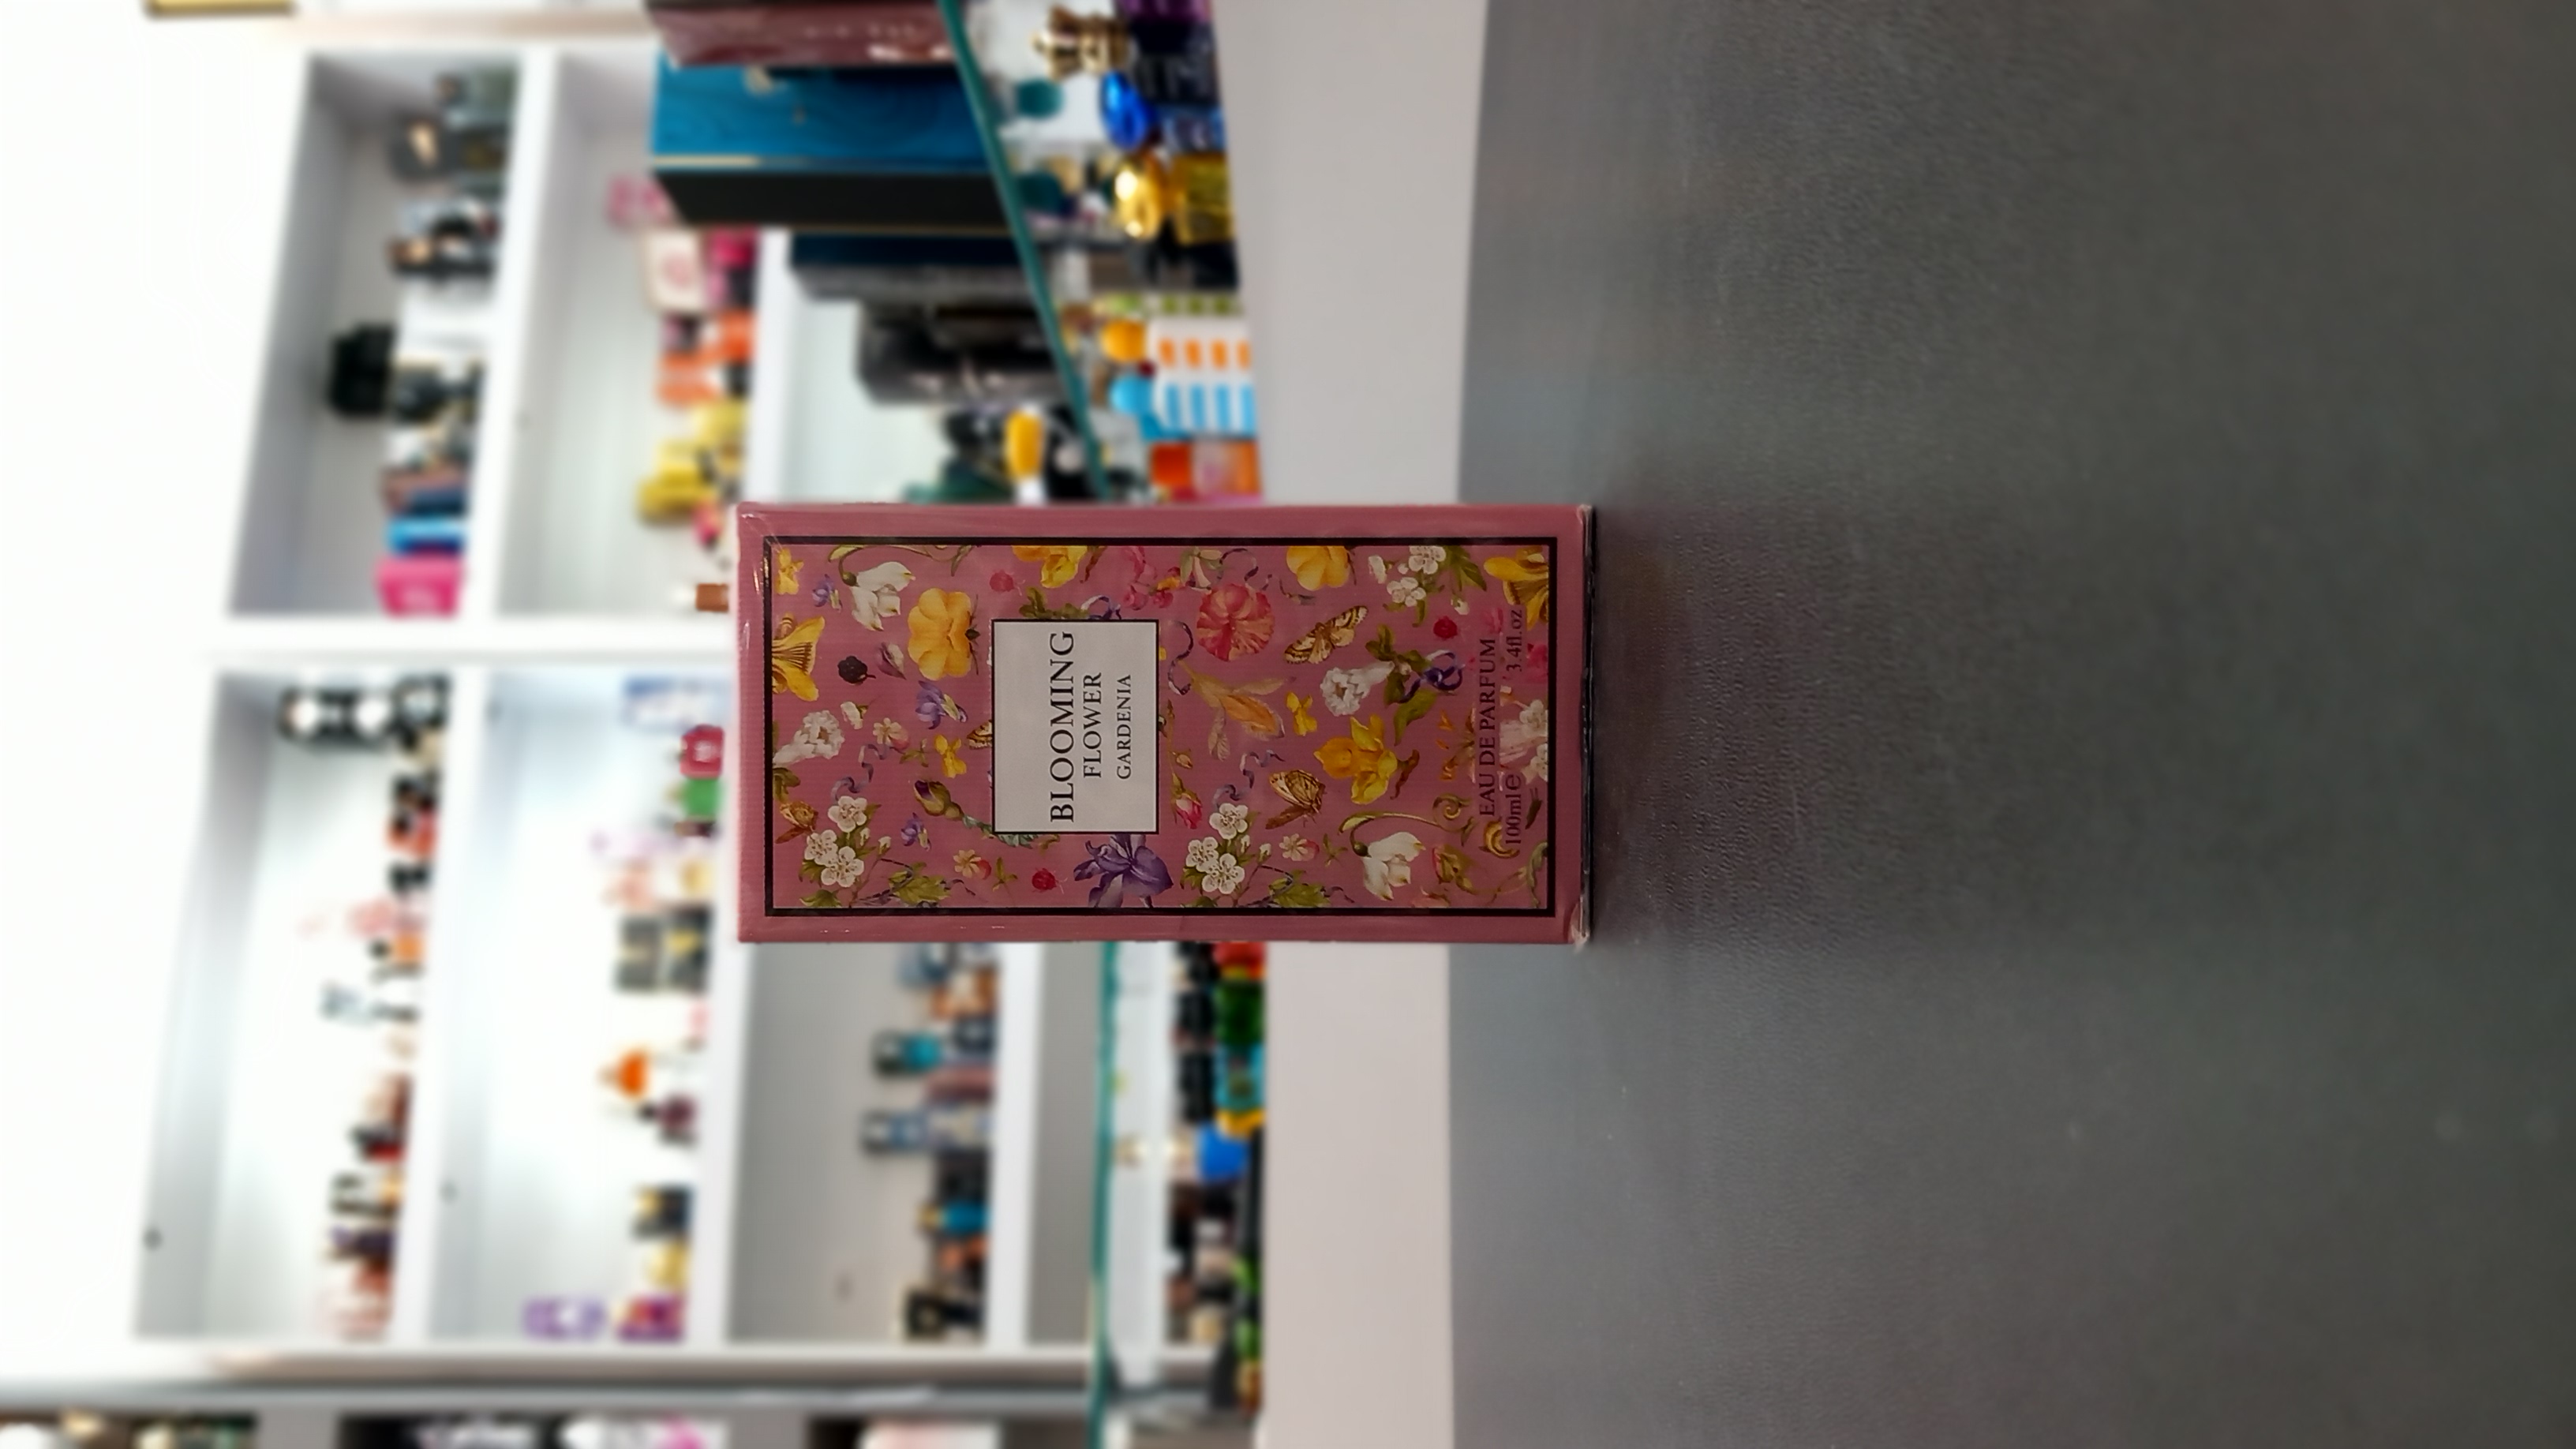 BLOOMING
FLOWER
GARDENIA
EAU DE PARFUM
100ml e 3.4fl.oz